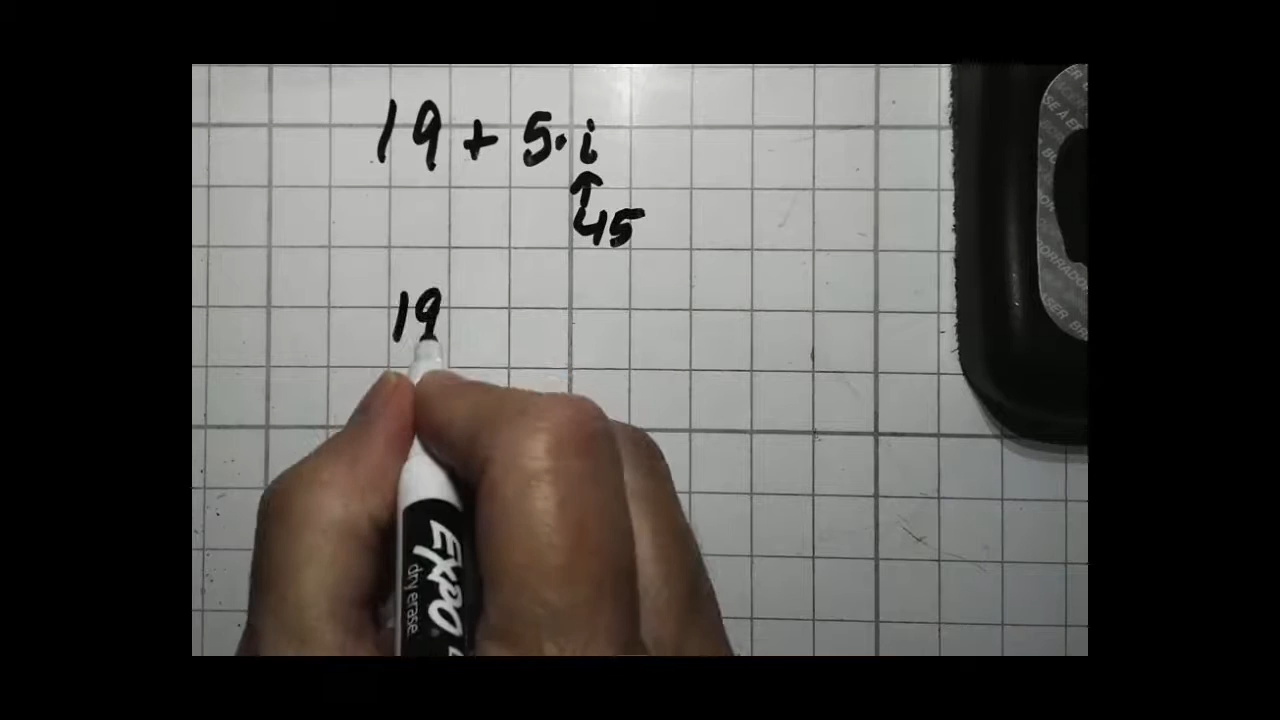 19 + 5·i
↑
45
19
EXPO
dry erase